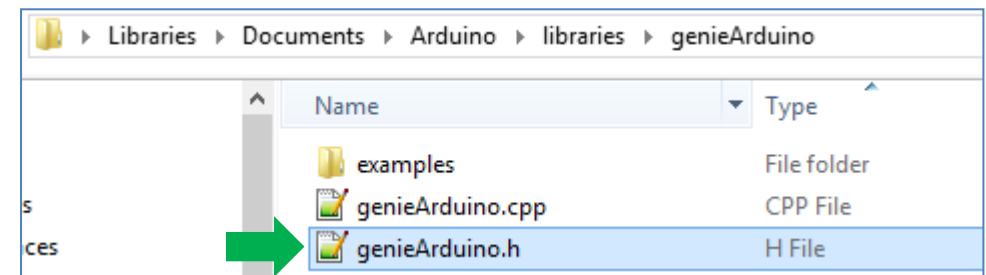 Libraries Documents Arduino libraries genieArduino
Name Type
examples File folder
s genieArduino.cpp CPP File
ces genieArduino.h H File